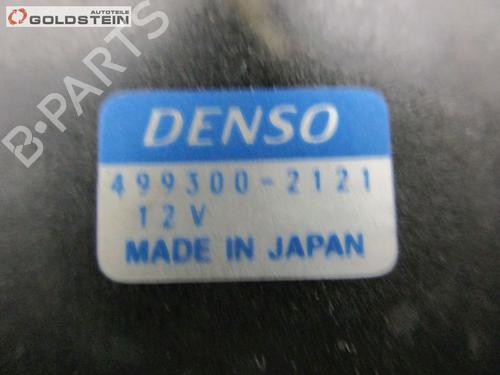 AUTOTEILE
GOLDSTEIN
B-PARTS
DENSO
499300-2121
12V
MADE IN JAPAN